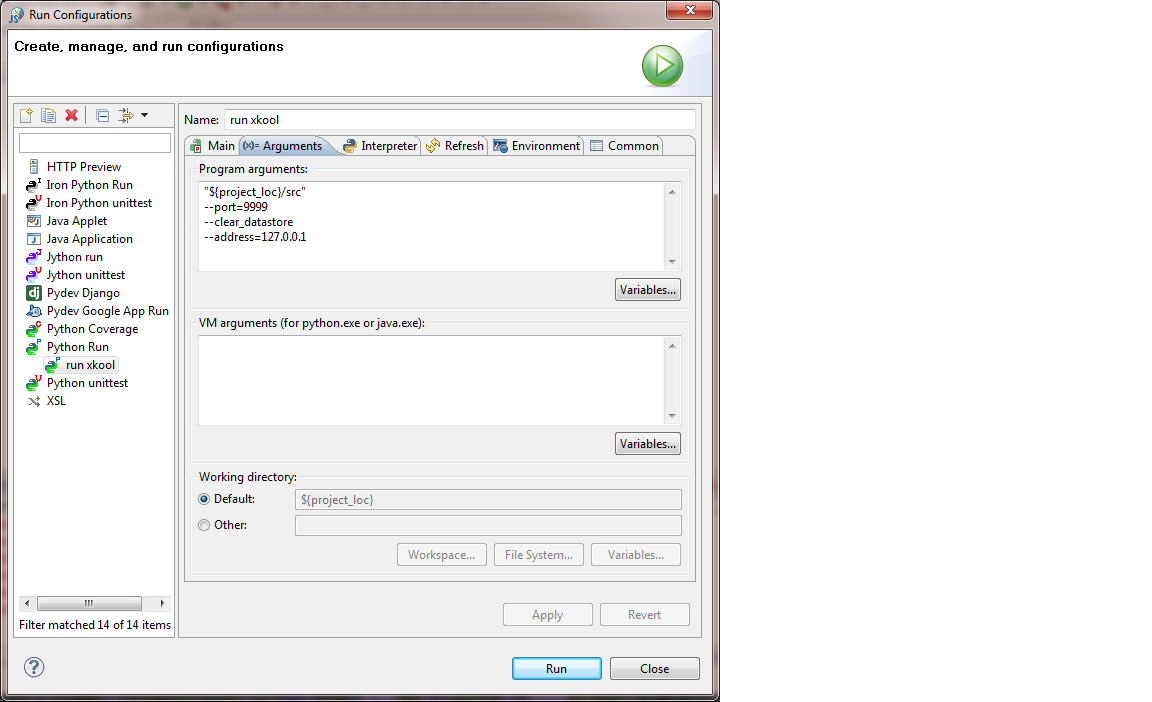 Run Configurations
Create, manage, and run configurations
Name: run xkool
Main (x)= Arguments Interpreter Refresh Environment Common
HTTP Preview
Iron Python Run
Iron Python unittest
Java Applet
Java Application
Jython run
Jython unittest
Pydev Django
Pydev Google App Run
Python Coverage
Python Run
run xkool
Python unittest
XSL
Filter matched 14 of 14 items
Program arguments:
"${project_loc}/src"
--port=9999
--clear_datastore
--address=127.0.0.1
Variables...
VM arguments (for python.exe or java.exe):
Variables...
Working directory:
Default: ${project_loc}
Other:
Workspace... File System... Variables...
Apply Revert
Run Close